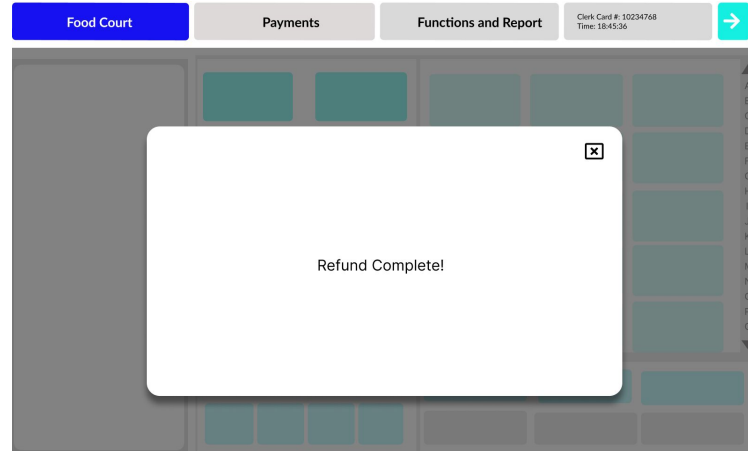 Food Court
Payments
Functions and Report
Clerk Card #: 10234768
Time: 18:45:36
Refund Complete!